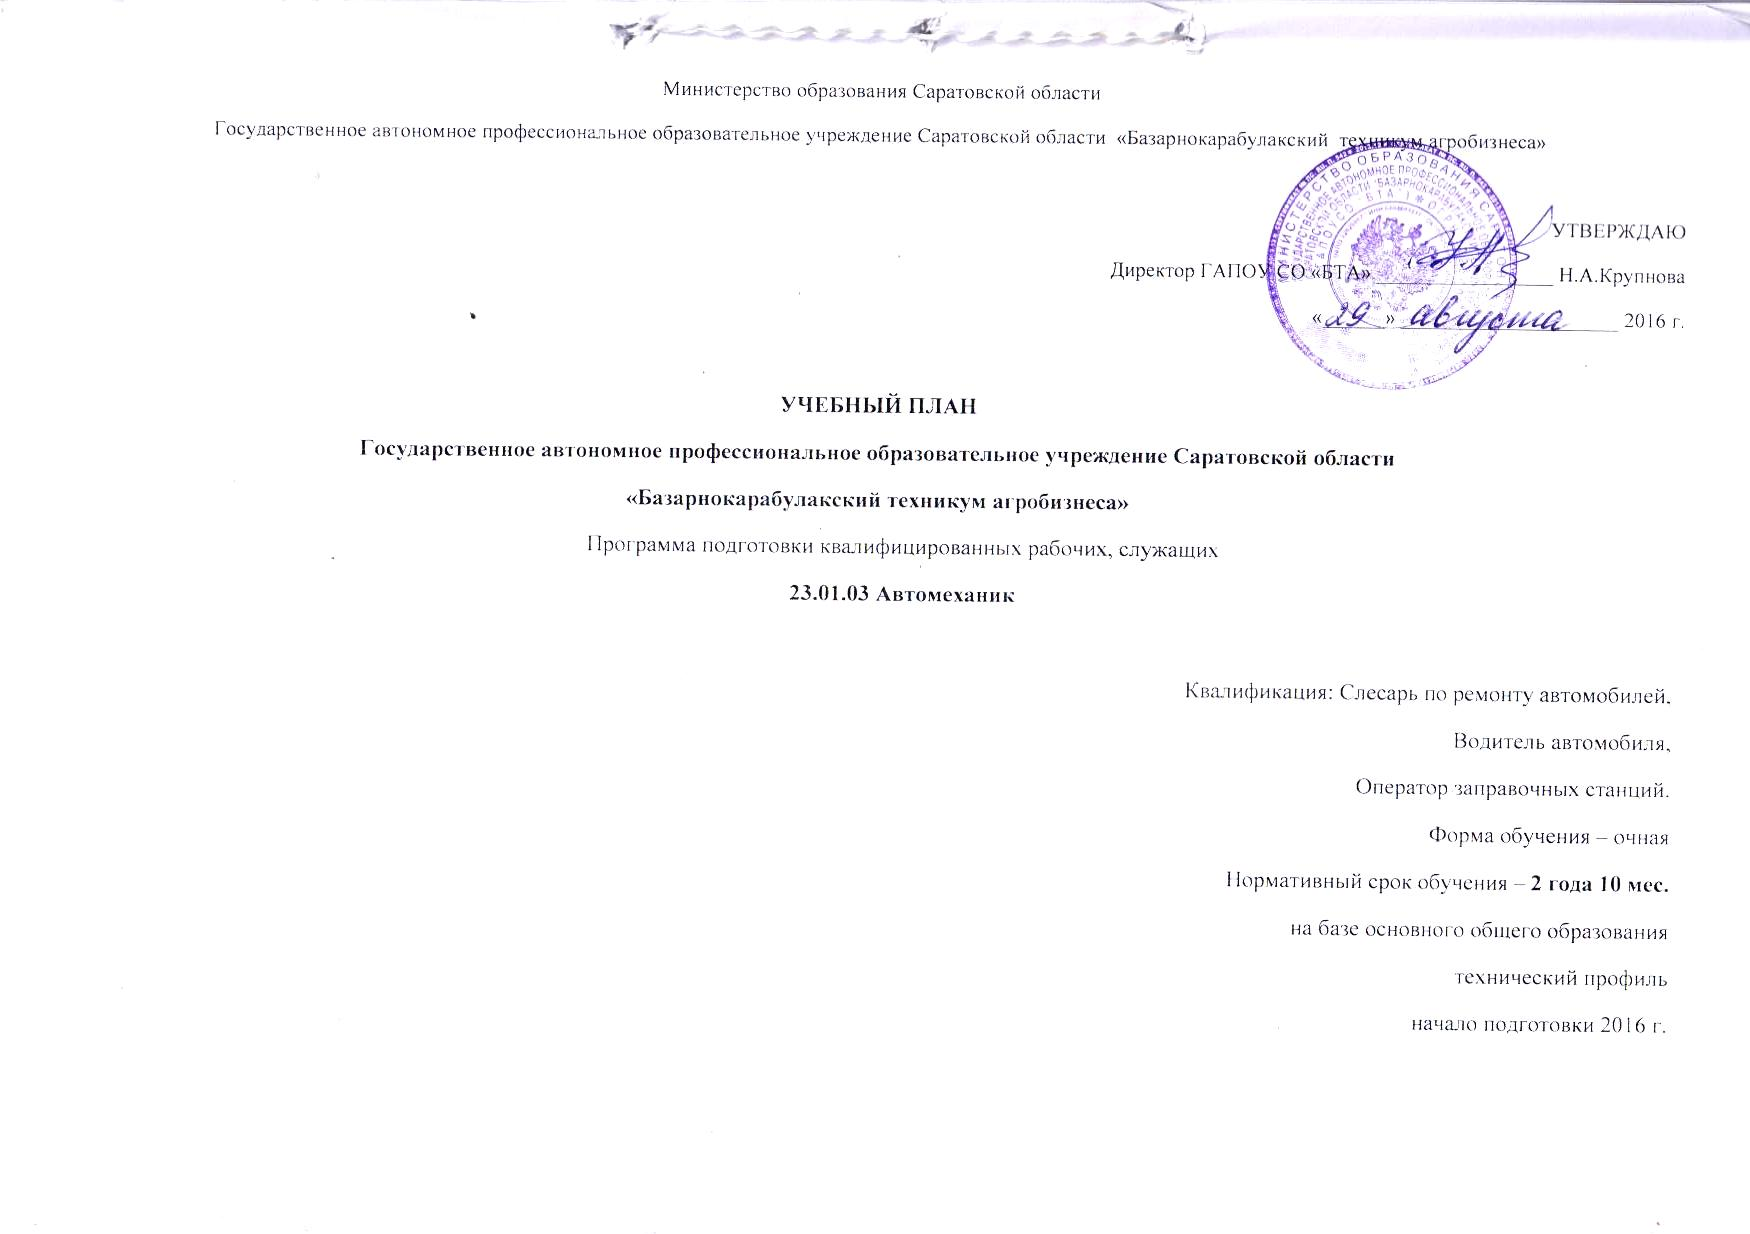 Министерство образования Саратовской области
Государственное автономное профессиональное образовательное учреждение Саратовской области «Базарнокарабулакский техникум агробизнеса»
УТВЕРЖДАЮ
Директор ГАПОУ СО «БТА» ________________ Н.А.Крупнова
«29» августа 2016 г.
УЧЕБНЫЙ ПЛАН
Государственное автономное профессиональное образовательное учреждение Саратовской области
«Базарнокарабулакский техникум агробизнеса»
Программа подготовки квалифицированных рабочих, служащих
23.01.03 Автомеханик
Квалификация: Слесарь по ремонту автомобилей.
Водитель автомобиля,
Оператор заправочных станций.
Форма обучения – очная
Нормативный срок обучения – 2 года 10 мес.
на базе основного общего образования
технический профиль
начало подготовки 2016 г.